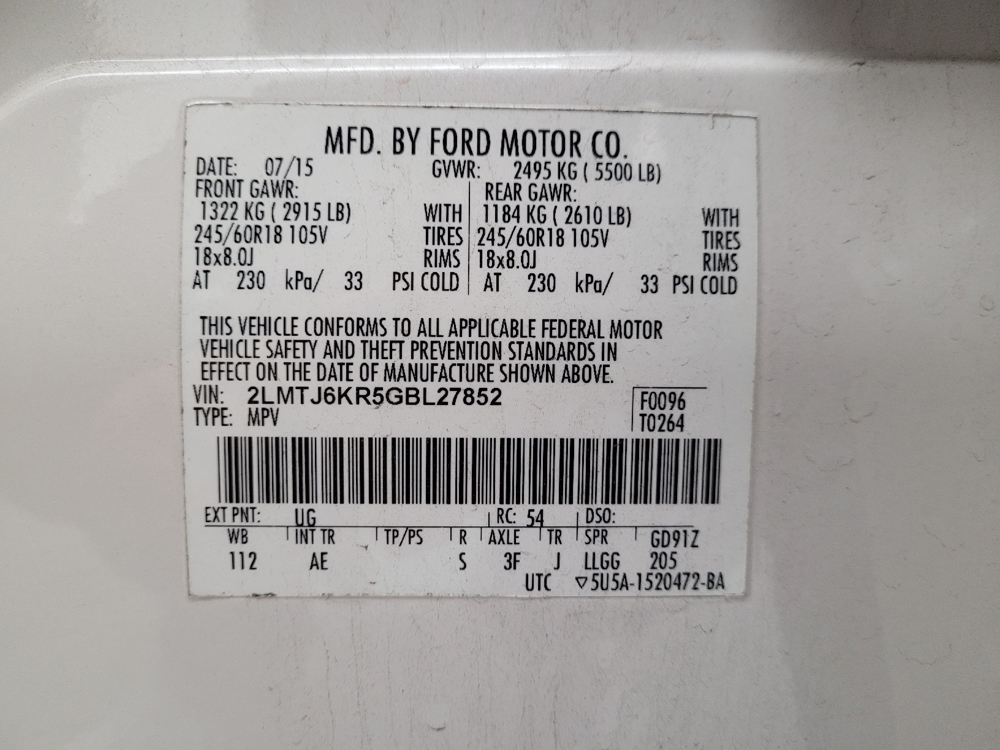 MFD. BY FORD MOTOR CO.
DATE: 07/15 GVWR: 2495 KG ( 5500 LB)
FRONT GAWR: REAR GAWR:
1322 KG ( 2915 LB) WITH 1184 KG ( 2610 LB) WITH
245/60R18 105V TIRES 245/60R18 105V TIRES
18x8.0J RIMS 18x8.0J RIMS
AT 230 kPa/ 33 PSI COLD AT 230 kPa/ 33 PSI COLD
THIS VEHICLE CONFORMS TO ALL APPLICABLE FEDERAL MOTOR
VEHICLE SAFETY AND THEFT PREVENTION STANDARDS IN
EFFECT ON THE DATE OF MANUFACTURE SHOWN ABOVE.
VIN: 2LMTJ6KR5GBL27852 F0096
TYPE: MPV T0264
EXT PNT: UG RC: 54 DSO:
WB INT TR TP/PS R AXLE TR SPR GD91Z
112 AE S 3F J LLGG 205
UTC ▽5U5A-1520472-BA